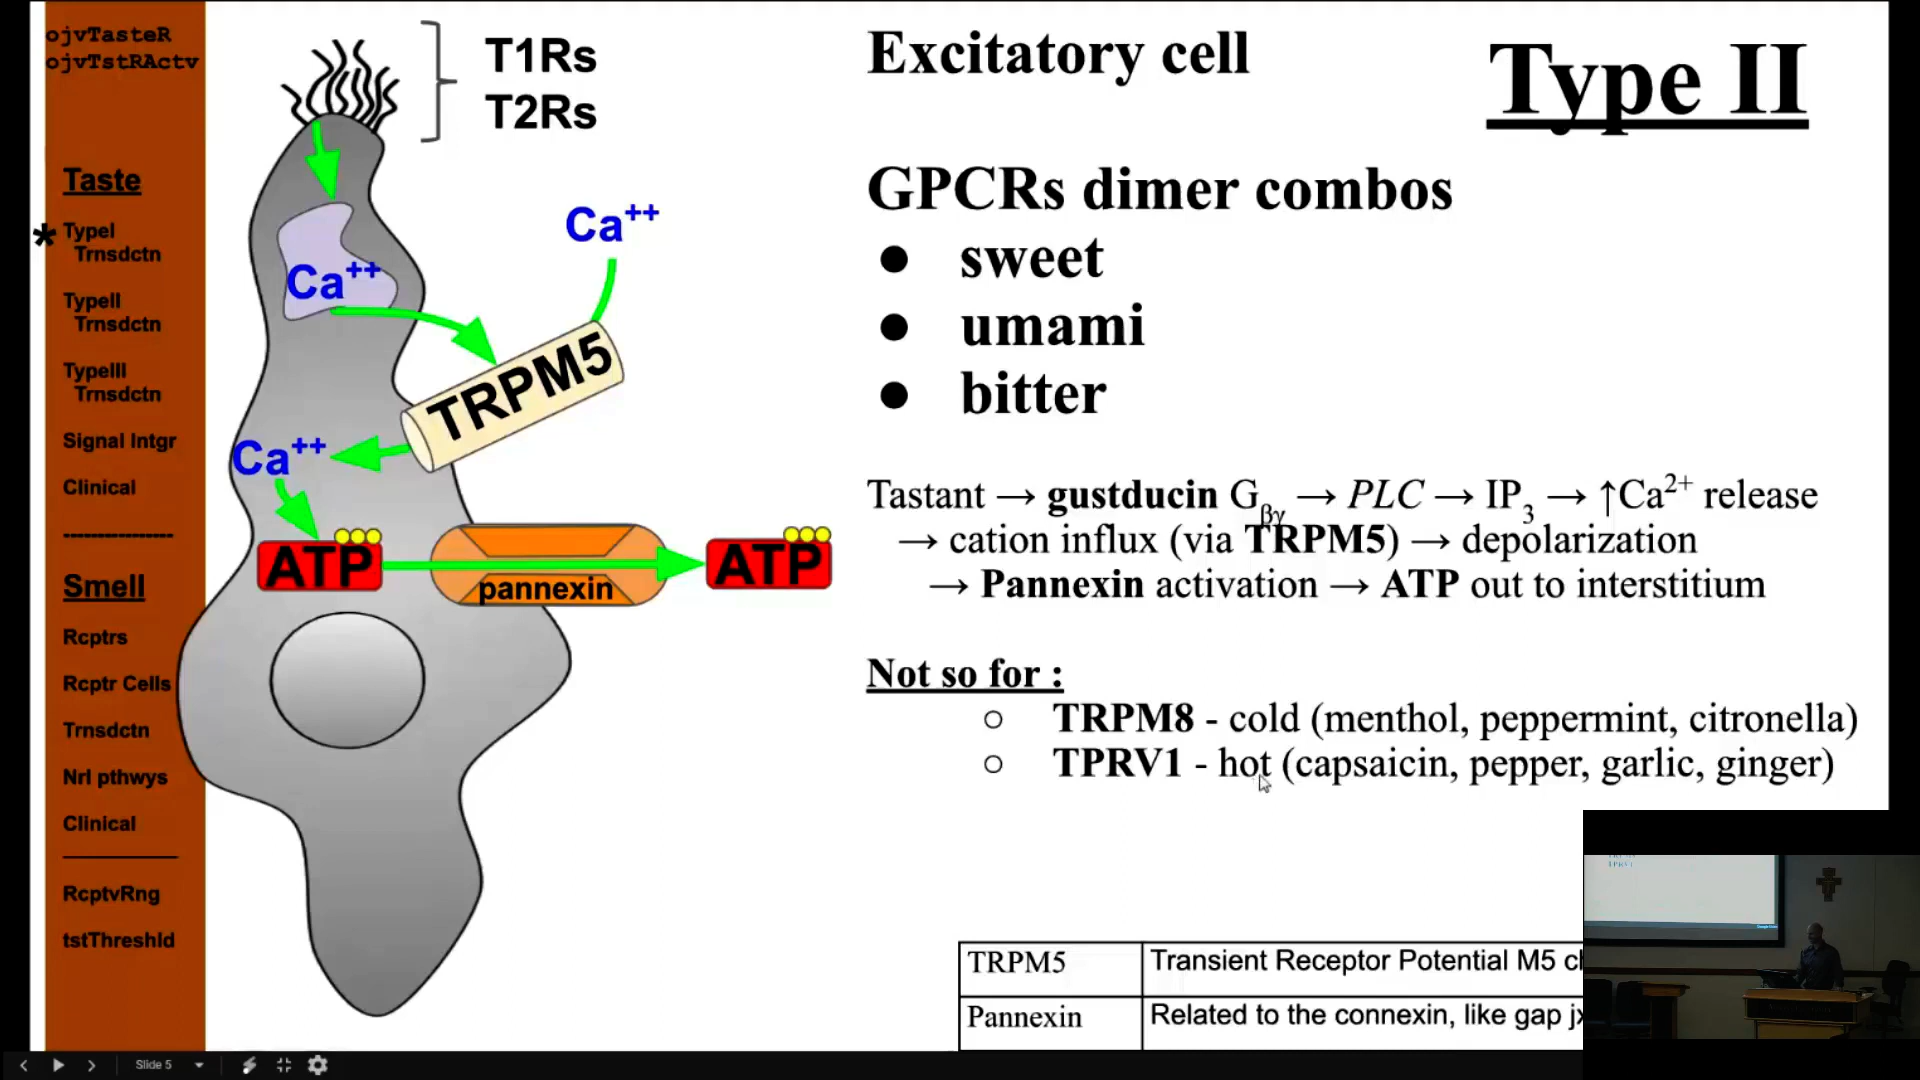 ojvTasteR
ojvTstRActv
Taste
* TypeI
Trnsdctn
TypeII
Trnsdctn
TypeIII
Trnsdctn
Signal Intgr
Clinical
----------------
Smell
Rcptrs
Rcptr Cells
Trnsdctn
Nrl pthwys
Clinical
RcptvRng
tstThreshld
T1Rs
T2Rs
Ca++
Ca++
TRPM5
Ca++
ATP
pannexin
ATP
Excitatory cell
Type II
GPCRs dimer combos
● sweet
● umami
● bitter
Tastant → gustducin Gβγ → PLC → IP3 → ↑Ca2+ release
→ cation influx (via TRPM5) → depolarization
→ Pannexin activation → ATP out to interstitium
Not so for :
○ TRPM8 - cold (menthol, peppermint, citronella)
○ TPRV1 - hot (capsaicin, pepper, garlic, ginger)
TRPM5 Transient Receptor Potential M5 c
Pannexin Related to the connexin, like gap j
Slide 5